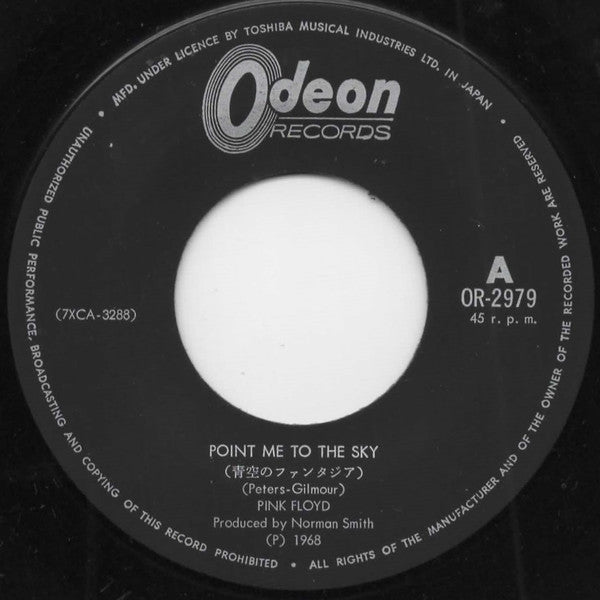 MFD. UNDER LICENCE BY TOSHIBA MUSICAL INDUSTRIES LTD. IN JAPAN
Odeon
RECORDS
A
OR-2979
45 r. p. m.
(7XCA-3288)
POINT ME TO THE SKY
(青空のファンタジア)
(Peters-Gilmour)
PINK FLOYD
Produced by Norman Smith
(P) 1968
UNAUTHORIZED PUBLIC PERFORMANCE, BROADCASTING AND COPYING OF THIS RECORD PROHIBITED • ALL RIGHTS OF THE MANUFACTURER AND OF THE OWNER OF THE RECORDED WORK ARE RESERVED